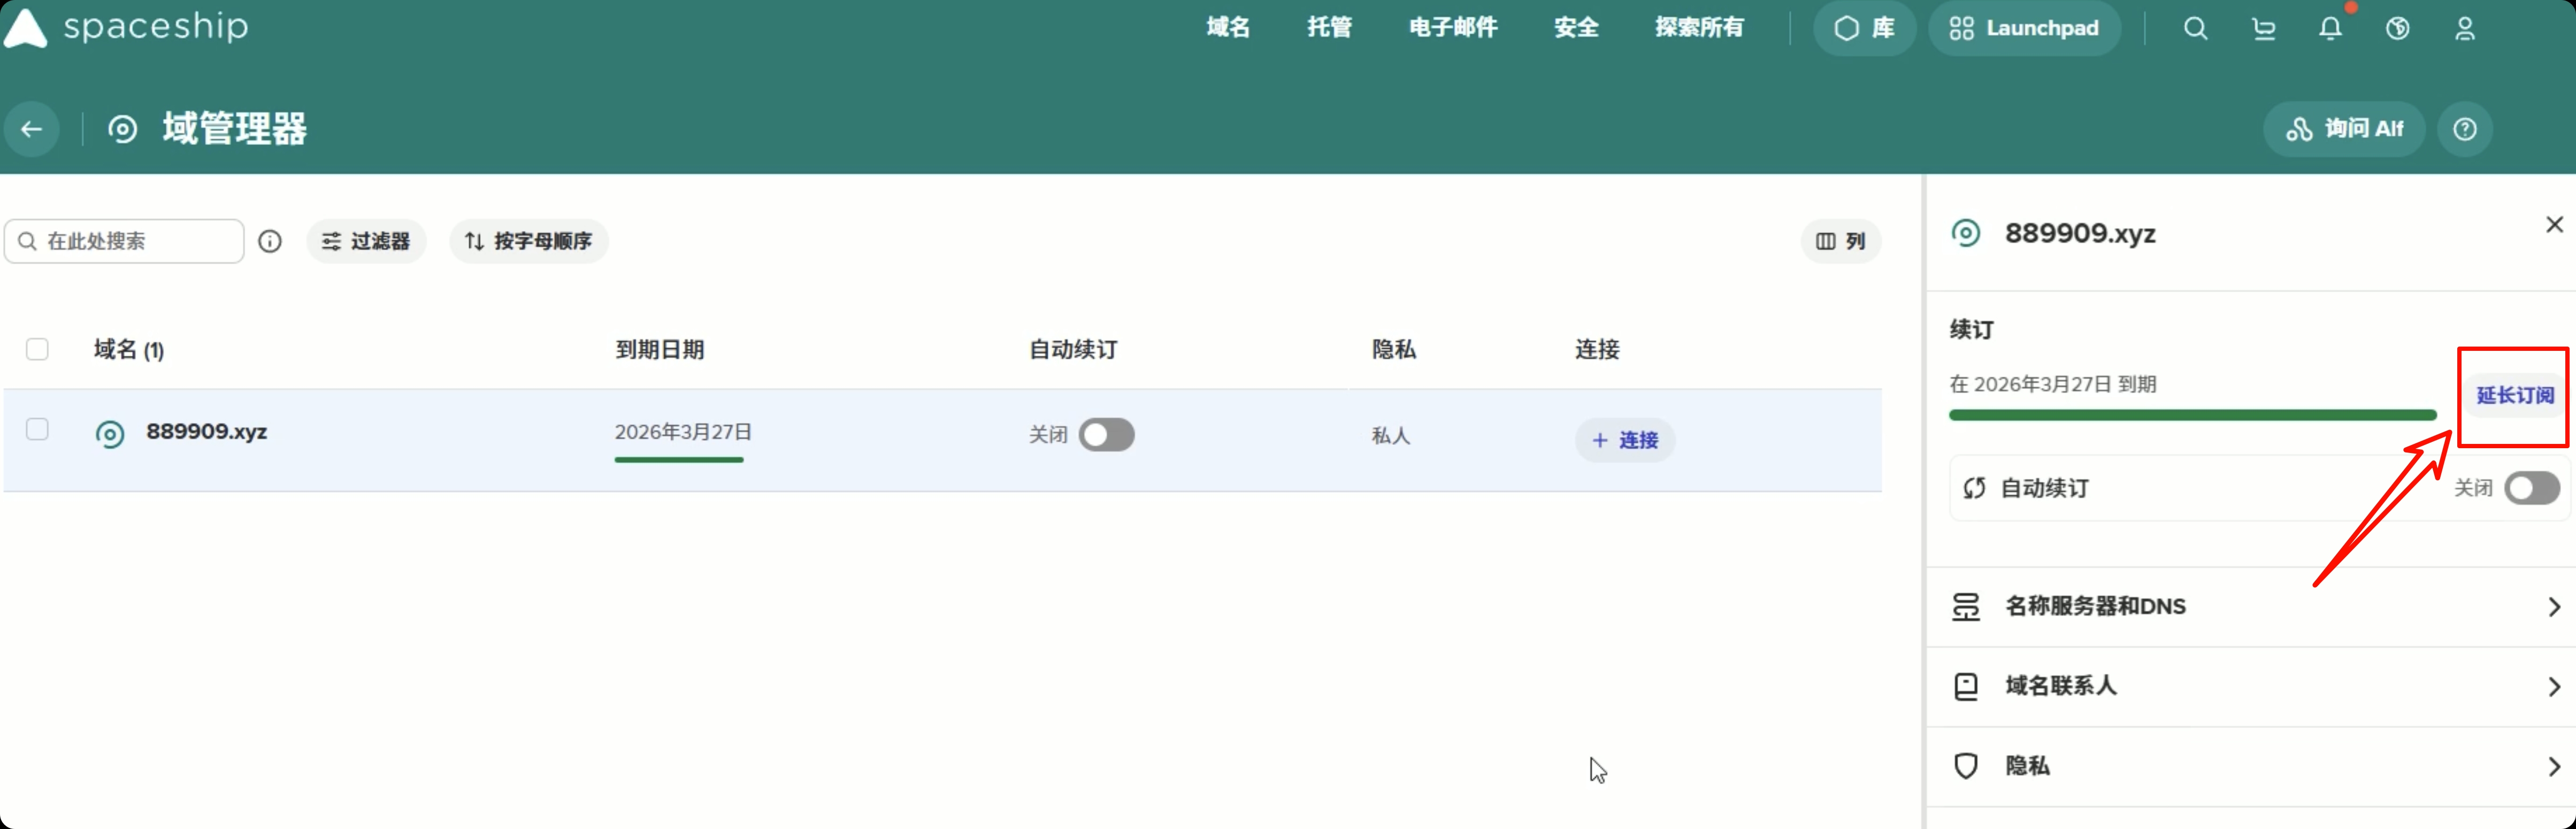 spaceship
域名 托管 电子邮件 安全 探索所有 库 Launchpad
域管理器
询问 Alf
在此处搜索 过滤器 按字母顺序 列
889909.xyz
域名 (1) 到期日期 自动续订 隐私 连接
889909.xyz 2026年3月27日 关闭 私人 + 连接
续订
在 2026年3月27日 到期
延长订阅
自动续订 关闭
名称服务器和DNS
域名联系人
隐私